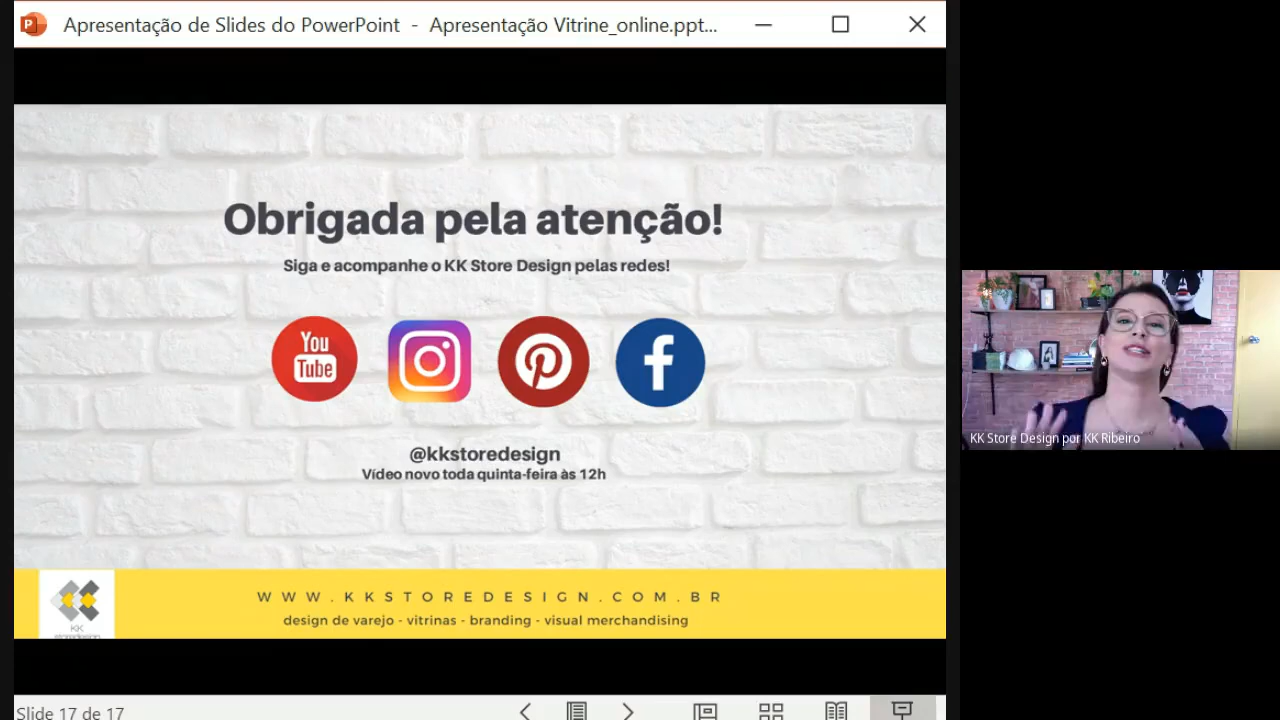 Apresentação de Slides do PowerPoint - Apresentação Vitrine_online.ppt...
Obrigada pela atenção!
Siga e acompanhe o KK Store Design pelas redes!
You
Tube
@kkstoredesign
Vídeo novo toda quinta-feira às 12h
KK Store Design por KK Ribeiro
WWW.KKSTOREDESIGN.COM.BR
design de varejo - vitrinas - branding - visual merchandising
KK
storedesign
Slide 17 de 17